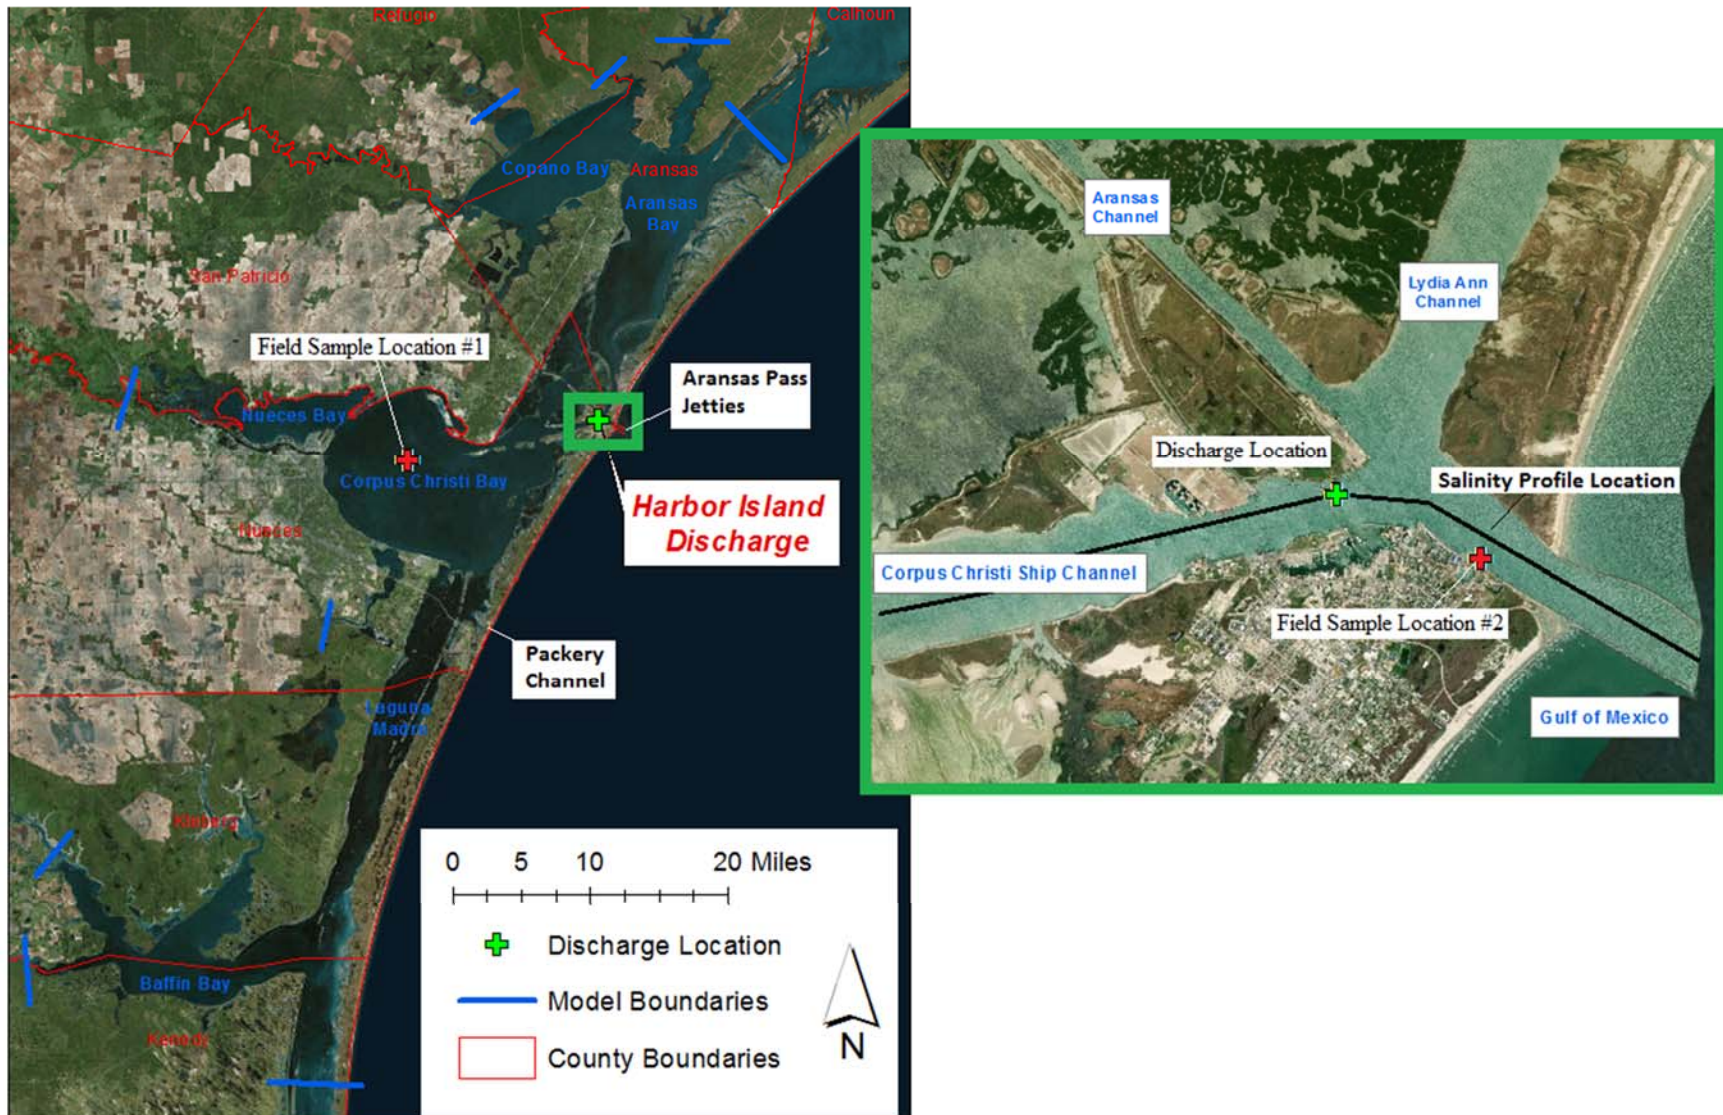 Refugio
Calhoun
Copano Bay
Aransas
Aransas
Bay
San Patricio
Field Sample Location #1
Aransas Pass
Jetties
Nueces Bay
Corpus Christi Bay
Harbor Island
Discharge
Nueces
Packery
Channel
Laguna
Madre
Kleberg
Baffin Bay
Kenedy
0 5 10 20 Miles
Discharge Location
Model Boundaries
County Boundaries
N
Aransas
Channel
Lydia Ann
Channel
Discharge Location
Salinity Profile Location
Corpus Christi Ship Channel
Field Sample Location #2
Gulf of Mexico